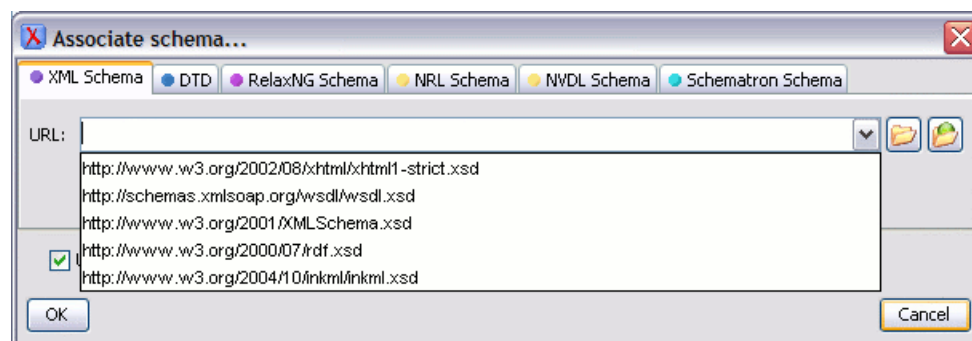 Associate schema...
XML Schema DTD RelaxNG Schema NRL Schema NVDL Schema Schematron Schema
URL:
http://www.w3.org/2002/08/xhtml/xhtml1-strict.xsd
http://schemas.xmlsoap.org/wsdl/wsdl.xsd
http://www.w3.org/2001/XMLSchema.xsd
http://www.w3.org/2000/07/rdf.xsd
http://www.w3.org/2004/10/inkml/inkml.xsd
OK Cancel